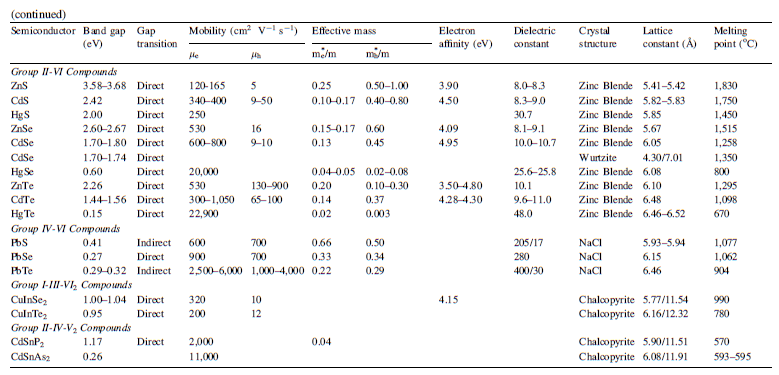 (continued)
Semiconductor Band gap (eV) Gap transition Mobility (cm² V⁻¹ s⁻¹) Effective mass Electron affinity (eV) Dielectric constant Crystal structure Lattice constant (Å) Melting point (°C)
μe μh m*e/m m*h/m
Group II-VI Compounds
ZnS 3.58–3.68 Direct 120-165 5 0.25 0.50–1.00 3.90 8.0–8.3 Zinc Blende 5.41–5.42 1,830
CdS 2.42 Direct 340–400 9–50 0.10–0.17 0.40–0.80 4.50 8.3–9.0 Zinc Blende 5.82–5.83 1,750
HgS 2.00 Direct 250 30.7 Zinc Blende 5.85 1,450
ZnSe 2.60–2.67 Direct 530 16 0.15–0.17 0.60 4.09 8.1–9.1 Zinc Blende 5.67 1,515
CdSe 1.70–1.80 Direct 600–800 9–10 0.13 0.45 4.95 10.0–10.7 Zinc Blende 6.05 1,258
CdSe 1.70–1.74 Direct Wurtzite 4.30/7.01 1,350
HgSe 0.60 Direct 20,000 0.04–0.05 0.02–0.08 25.6–25.8 Zinc Blende 6.08 800
ZnTe 2.26 Direct 530 130–900 0.20 0.10–0.30 3.50–4.80 10.1 Zinc Blende 6.10 1,295
CdTe 1.44–1.56 Direct 300–1,050 65–100 0.14 0.37 4.28–4.30 9.6–11.0 Zinc Blende 6.48 1,098
HgTe 0.15 Direct 22,900 0.02 0.003 48.0 Zinc Blende 6.46–6.52 670
Group IV-VI Compounds
PbS 0.41 Indirect 600 700 0.66 0.50 205/17 NaCl 5.93–5.94 1,077
PbSe 0.27 Direct 900 700 0.33 0.34 280 NaCl 6.15 1,062
PbTe 0.29–0.32 Indirect 2,500–6,000 1,000–4,000 0.22 0.29 400/30 NaCl 6.46 904
Group I-III-VI₂ Compounds
CuInSe₂ 1.00–1.04 Direct 320 10 4.15 Chalcopyrite 5.77/11.54 990
CuInTe₂ 0.95 Direct 200 12 Chalcopyrite 6.16/12.32 780
Group II-IV-V₂ Compounds
CdSnP₂ 1.17 Direct 2,000 0.04 Chalcopyrite 5.90/11.51 570
CdSnAs₂ 0.26 11,000 Chalcopyrite 6.08/11.91 593–595